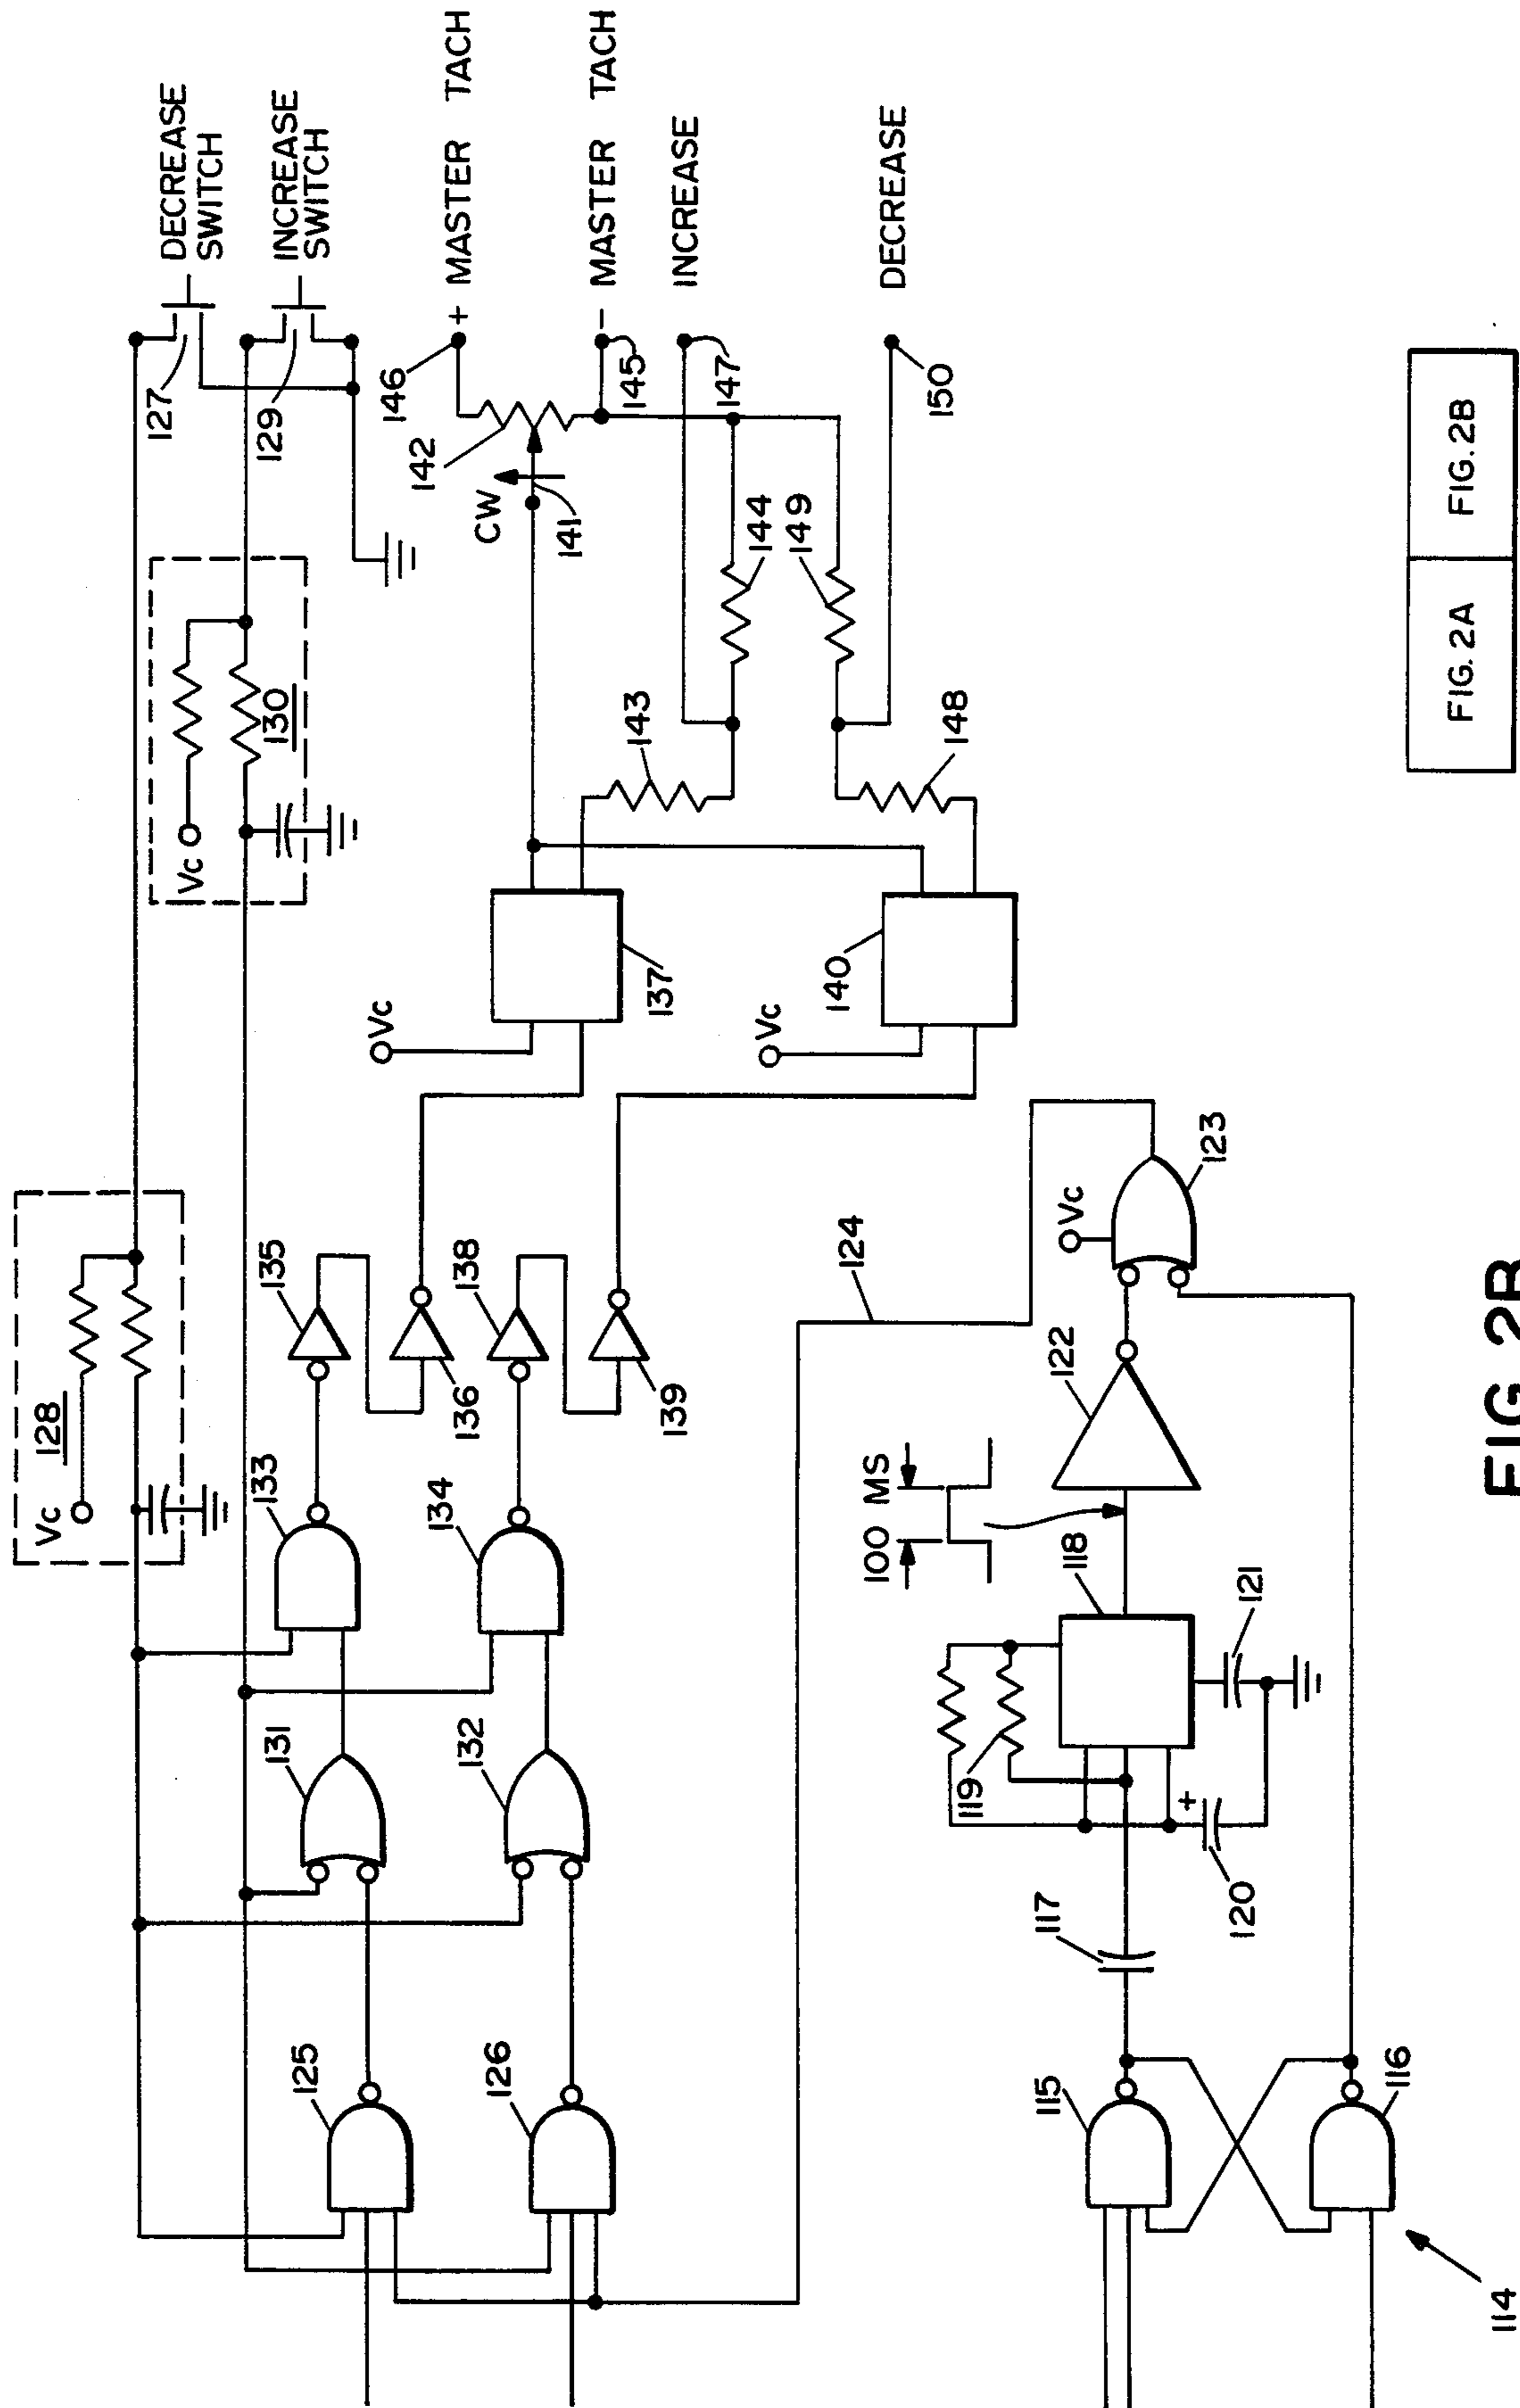 DECREASE
SWITCH
127
INCREASE
SWITCH
129
128
Vc
130
Vc
+ MASTER TACH
146
142
CW
141
- MASTER TACH
145
INCREASE
147
144
149
143
DECREASE
150
148
125
131
133
135
136
126
132
134
138
139
Vc
137
Vc
140
124
115
117
119
118
100 MS
122
Vc
123
+
120
121
116
114
FIG. 2A
FIG. 2B
FIG. 2B